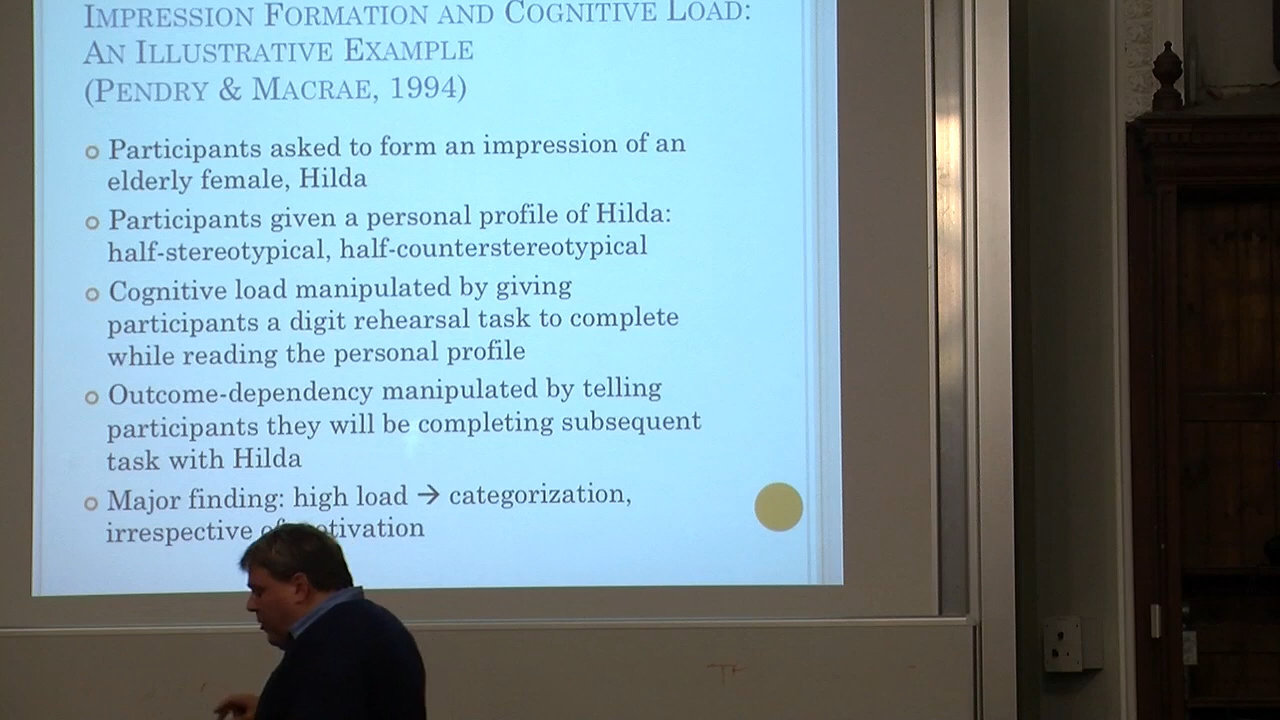 IMPRESSION FORMATION AND COGNITIVE LOAD:
AN ILLUSTRATIVE EXAMPLE
(PENDRY & MACRAE, 1994)
Participants asked to form an impression of an
elderly female, Hilda
Participants given a personal profile of Hilda:
half-stereotypical, half-counterstereotypical
Cognitive load manipulated by giving
participants a digit rehearsal task to complete
while reading the personal profile
Outcome-dependency manipulated by telling
participants they will be completing subsequent
task with Hilda
Major finding: high load → categorization,
irrespective of motivation